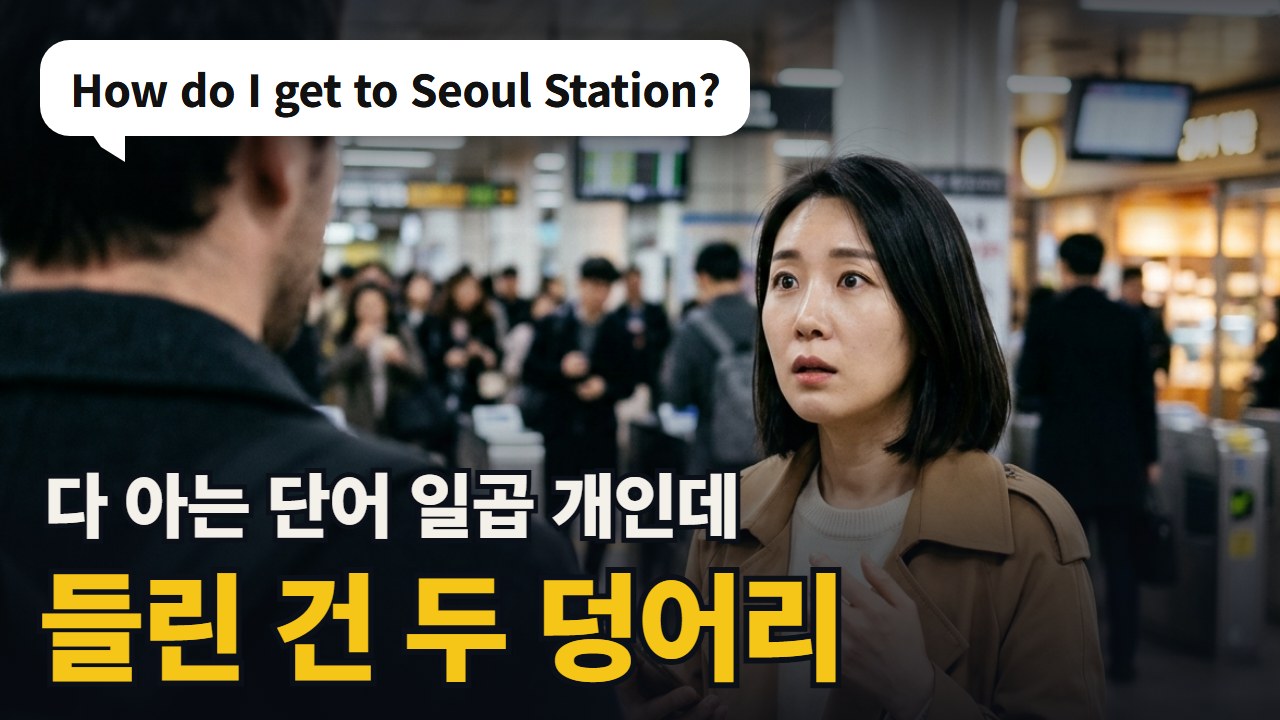 How do I get to Seoul Station?
다 아는 단어 일곱 개인데
들린 건 두 덩어리